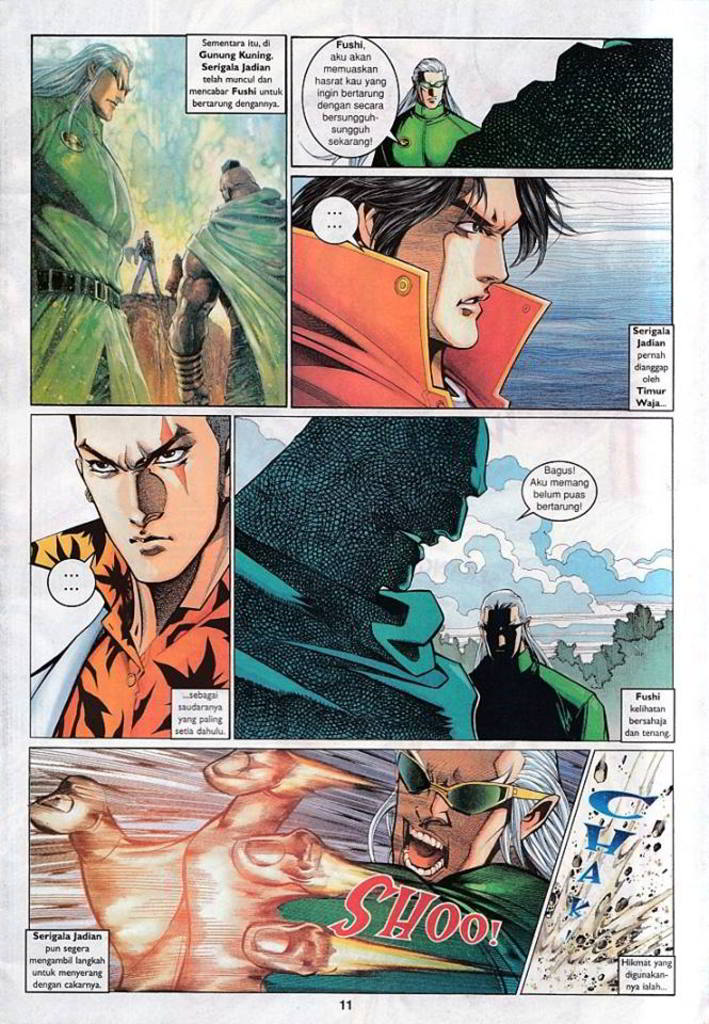 Sementara itu, di
Gunung Kuning,
Serigala Jadian
telah muncul dan
mencabar Fushi untuk
bertarung dengannya.
Fushi,
aku akan
memuaskan
hasrat kau yang
ingin bertarung
dengan secara
bersungguh-
sungguh
sekarang!
...
...
Serigala
Jadian
pernah
dianggap
oleh
Timur
Waja...
...
...
...sebagai
saudaranya
yang paling
setia dahulu.
Bagus!
Aku memang
belum puas
bertarung!
Fushi
kelihatan
bersahaja
dan tenang.
Serigala Jadian
pun segera
mengambil langkah
untuk menyerang
dengan cakarnya.
SHOO!
CHAK!
Hikmat yang
digunakan-
nya ialah...
11